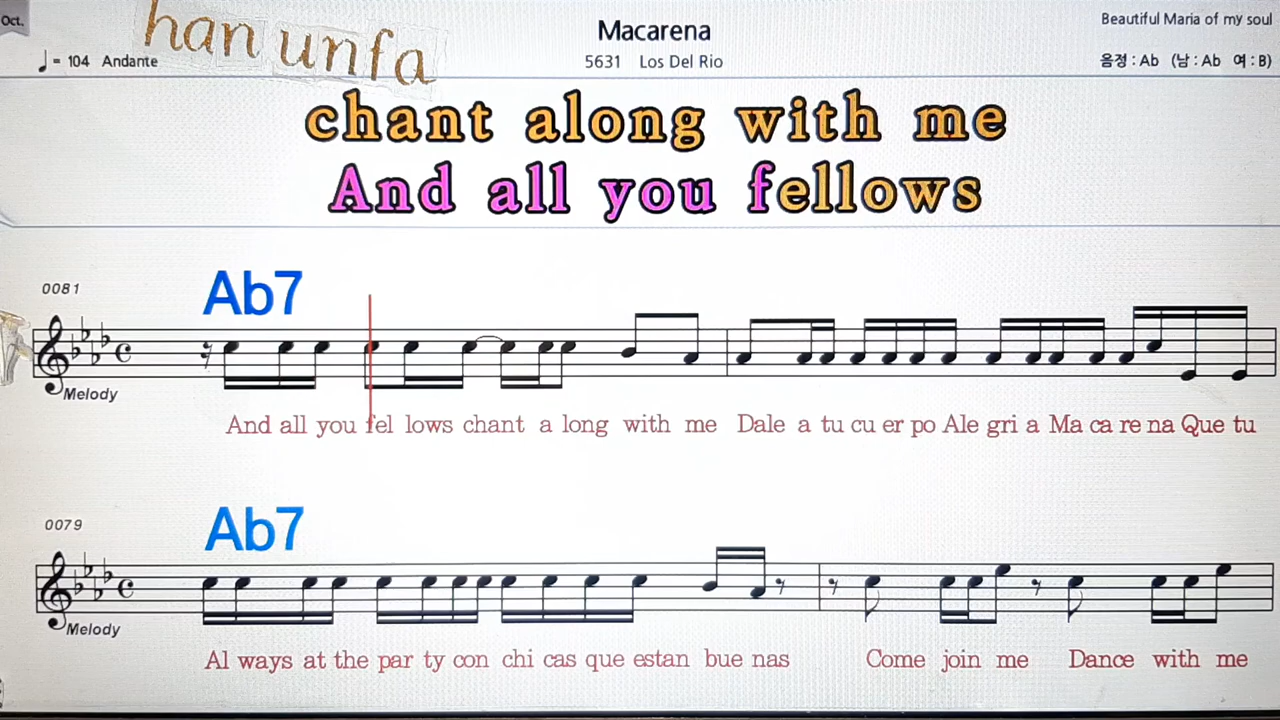 Oct.
han unfa
♩= 104 Andante
Macarena
5631 Los Del Rio
Beautiful Maria of my soul
음정 : Ab (남 : Ab 여 : B)
chant along with me
And all you fellows
0081
Ab7
Melody
And all you fel lows chant a long with me Dale a tu cu er po Ale gri a Ma ca re na Que tu
0079
Ab7
Melody
Al ways at the par ty con chi cas que estan bue nas Come join me Dance with me